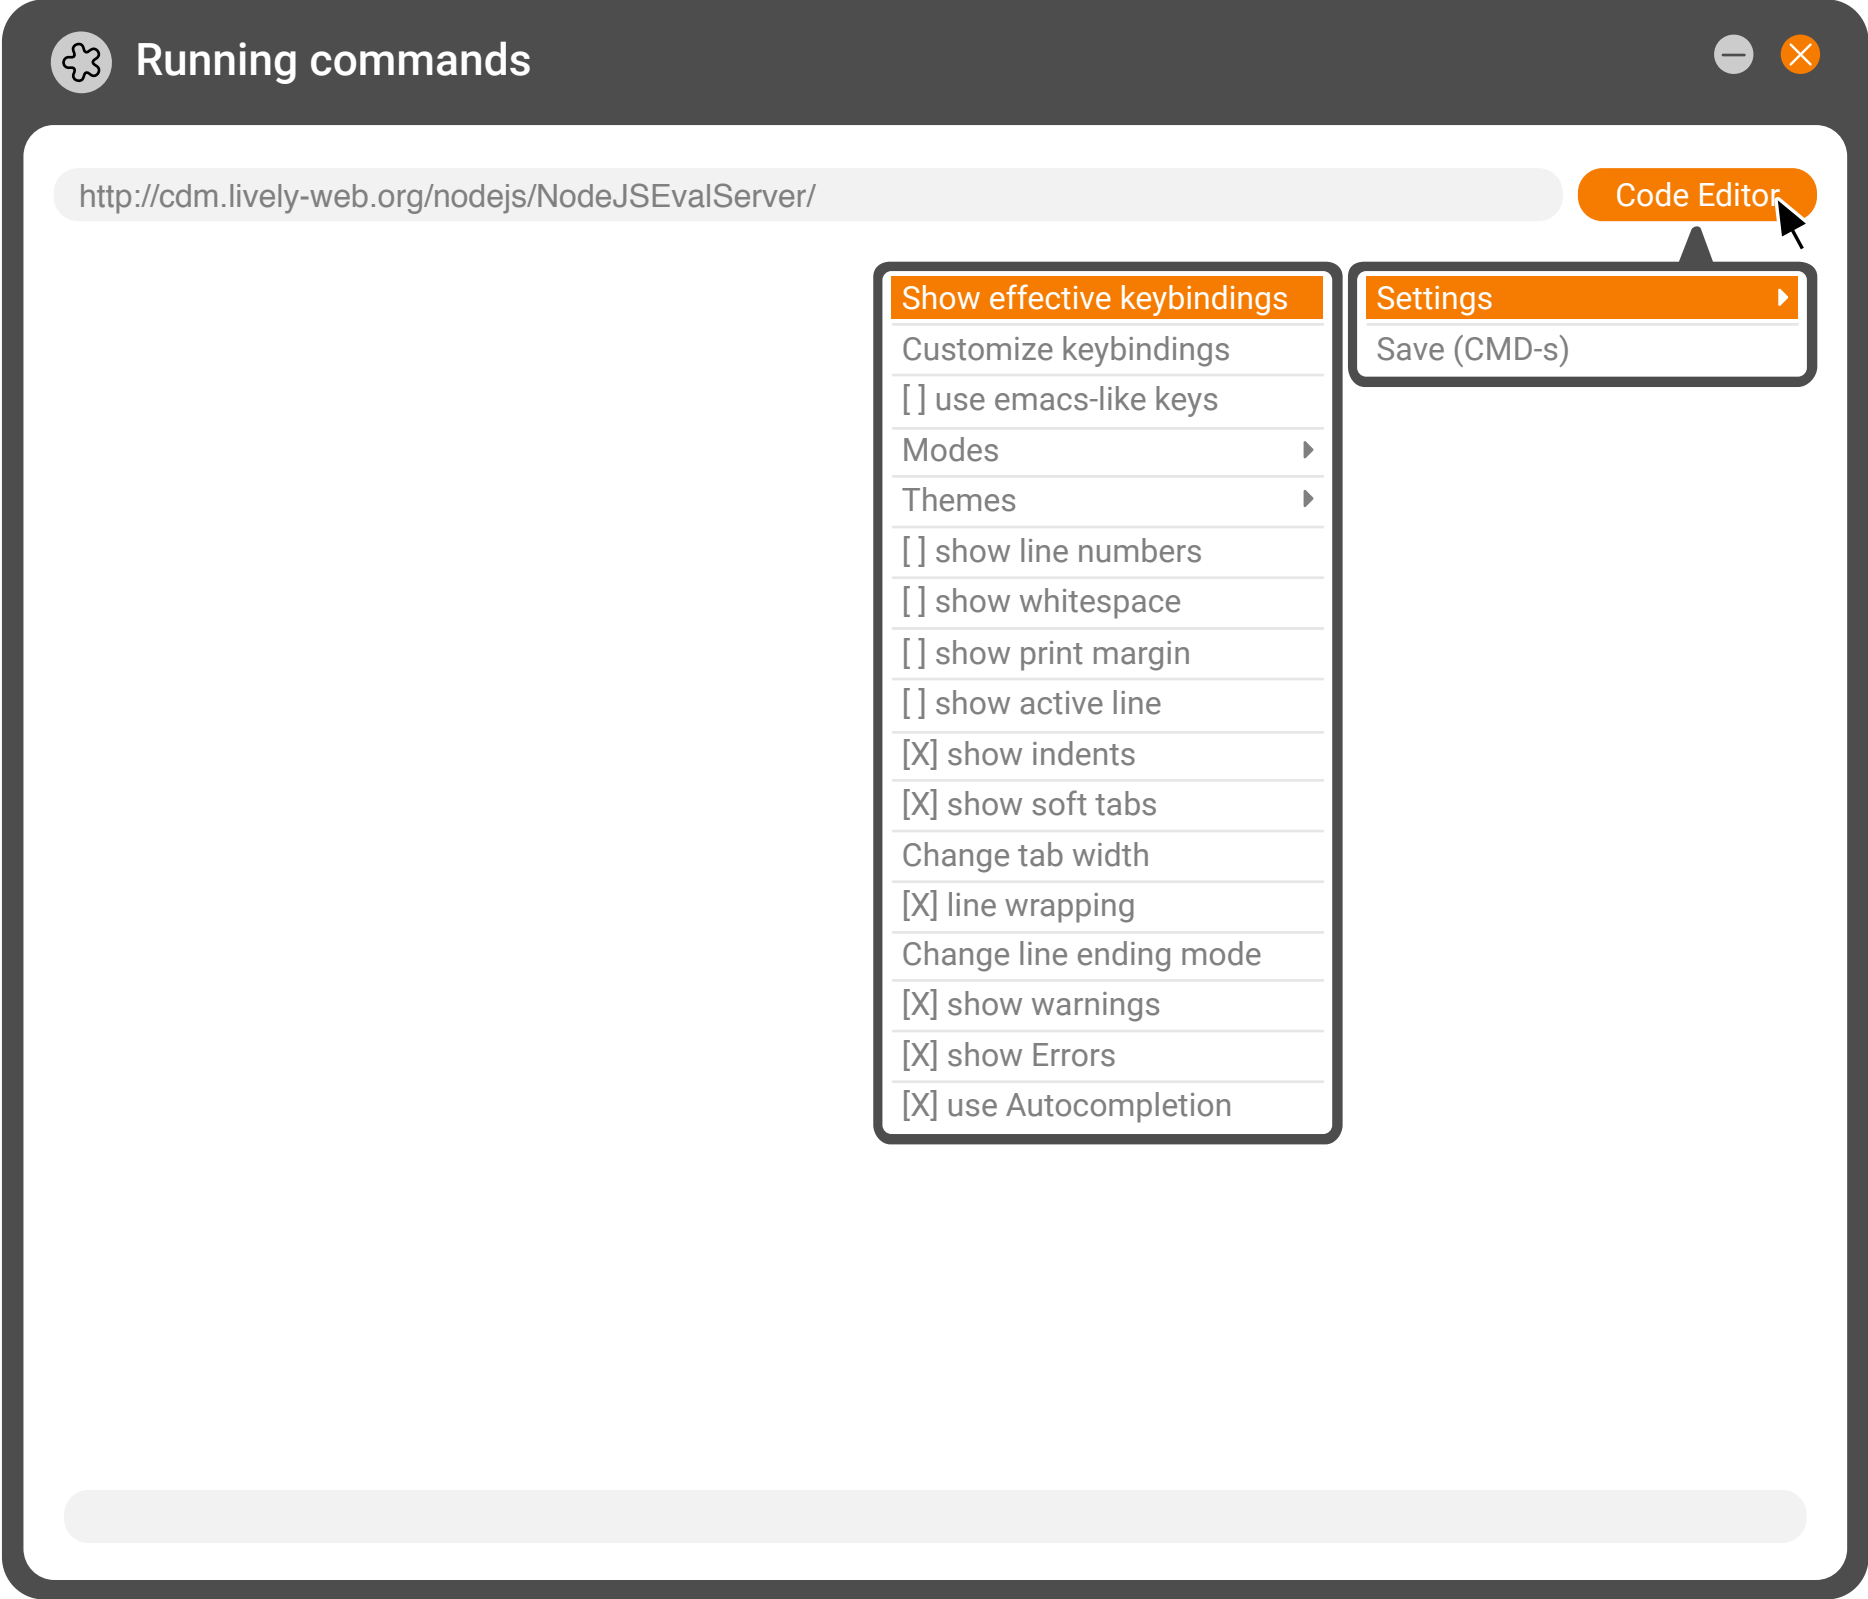 Running commands
http://cdm.lively-web.org/nodejs/NodeJSEvalServer/
Code Editor
Settings
Save (CMD-s)
Show effective keybindings
Customize keybindings
[ ] use emacs-like keys
Modes
Themes
[ ] show line numbers
[ ] show whitespace
[ ] show print margin
[ ] show active line
[X] show indents
[X] show soft tabs
Change tab width
[X] line wrapping
Change line ending mode
[X] show warnings
[X] show Errors
[X] use Autocompletion